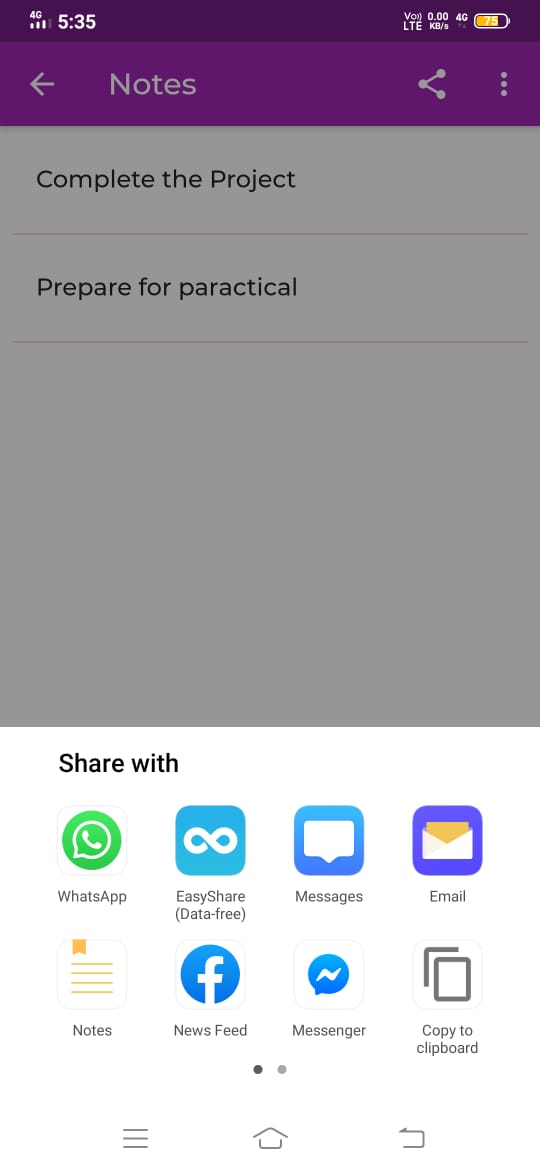 4G 5:35 Vo)) LTE 0.00 KB/s 4G 75
Notes
Complete the Project
Prepare for paractical
Share with
WhatsApp EasyShare (Data-free) Messages Email
Notes News Feed Messenger Copy to clipboard